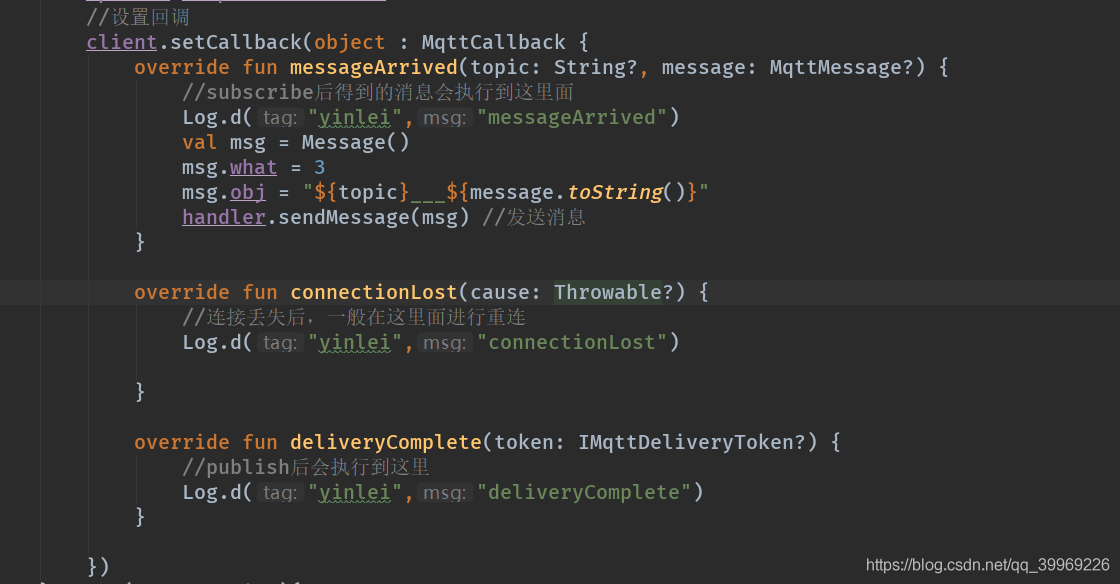 //设置回调
client.setCallback(object : MqttCallback {
override fun messageArrived(topic: String?, message: MqttMessage?) {
//subscribe后得到的消息会执行到这里面
Log.d( tag: "yinlei", msg: "messageArrived")
val msg = Message()
msg.what = 3
msg.obj = "${topic}___${message.toString()}"
handler.sendMessage(msg) //发送消息
}
override fun connectionLost(cause: Throwable?) {
//连接丢失后，一般在这里面进行重连
Log.d( tag: "yinlei", msg: "connectionLost")
}
override fun deliveryComplete(token: IMqttDeliveryToken?) {
//publish后会执行到这里
Log.d( tag: "yinlei", msg: "deliveryComplete")
}
})
https://blog.csdn.net/qq_39969226